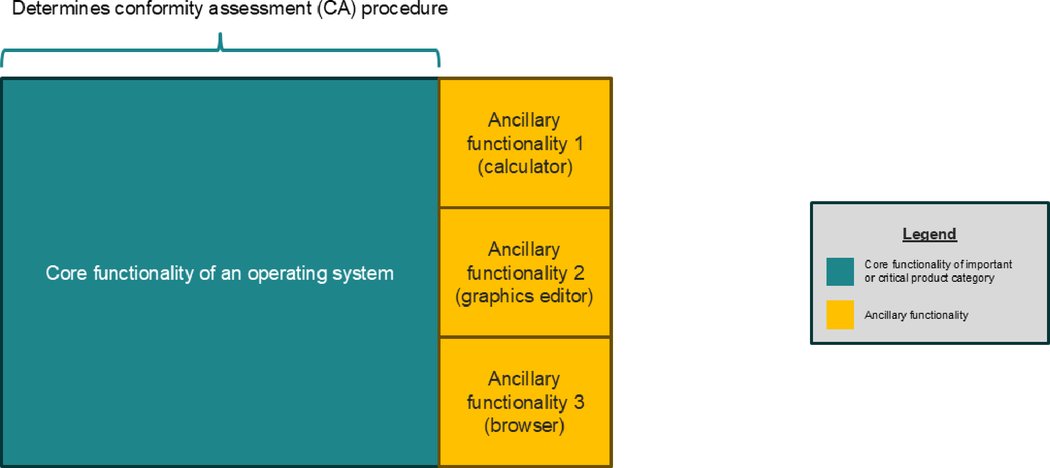 Determines conformity assessment (CA) procedure
Core functionality of an operating system
Ancillary
functionality 1
(calculator)
Ancillary
functionality 2
(graphics editor)
Ancillary
functionality 3
(browser)
Legend
Core functionality of important
or critical product category
Ancillary functionality